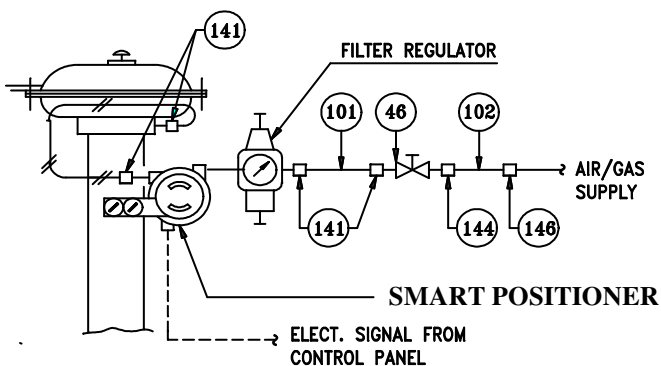 141
FILTER REGULATOR
101
46
102
AIR/GAS
SUPPLY
141
144
146
SMART POSITIONER
ELECT. SIGNAL FROM
CONTROL PANEL